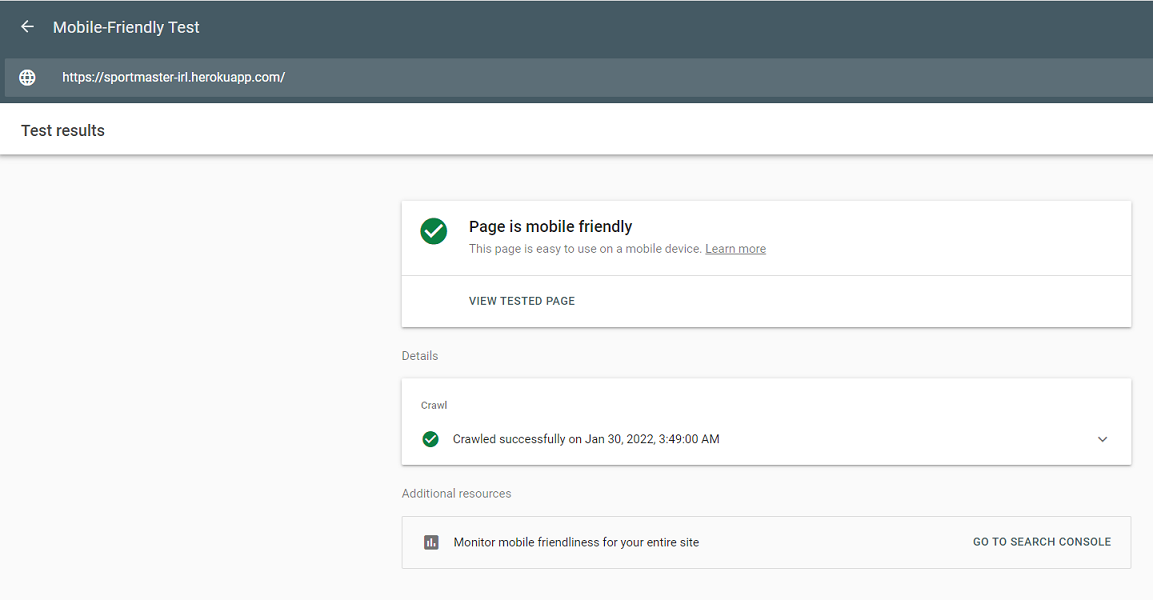 Mobile-Friendly Test
https://sportmaster-irl.herokuapp.com/
Test results
Page is mobile friendly
This page is easy to use on a mobile device. Learn more
VIEW TESTED PAGE
Details
Crawl
Crawled successfully on Jan 30, 2022, 3:49:00 AM
Additional resources
Monitor mobile friendliness for your entire site
GO TO SEARCH CONSOLE